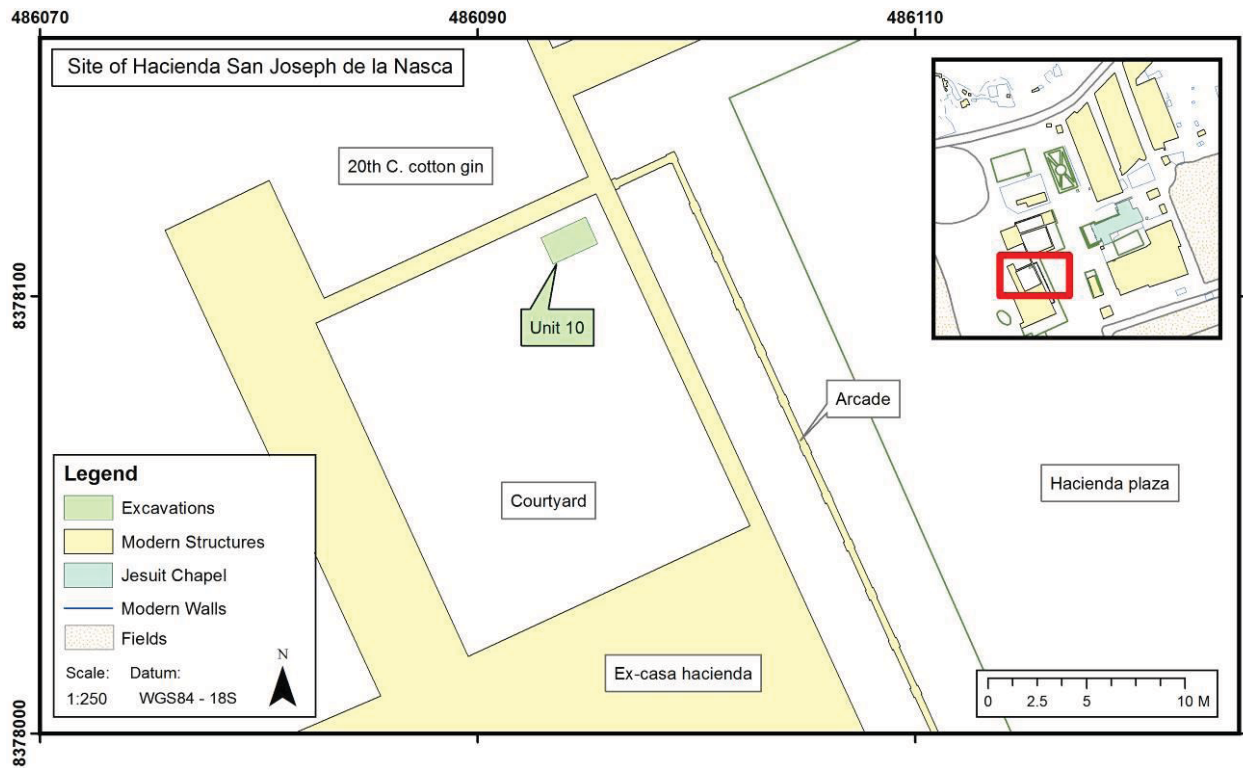 486070
486090
486110
Site of Hacienda San Joseph de la Nasca
20th C. cotton gin
8378100
Unit 10
Arcade
Legend
Excavations
Modern Structures
Jesuit Chapel
Modern Walls
Fields
Scale: Datum:
1:250 WGS84 - 18S
N
Courtyard
Hacienda plaza
Ex-casa hacienda
0 2.5 5 10 M
8378000